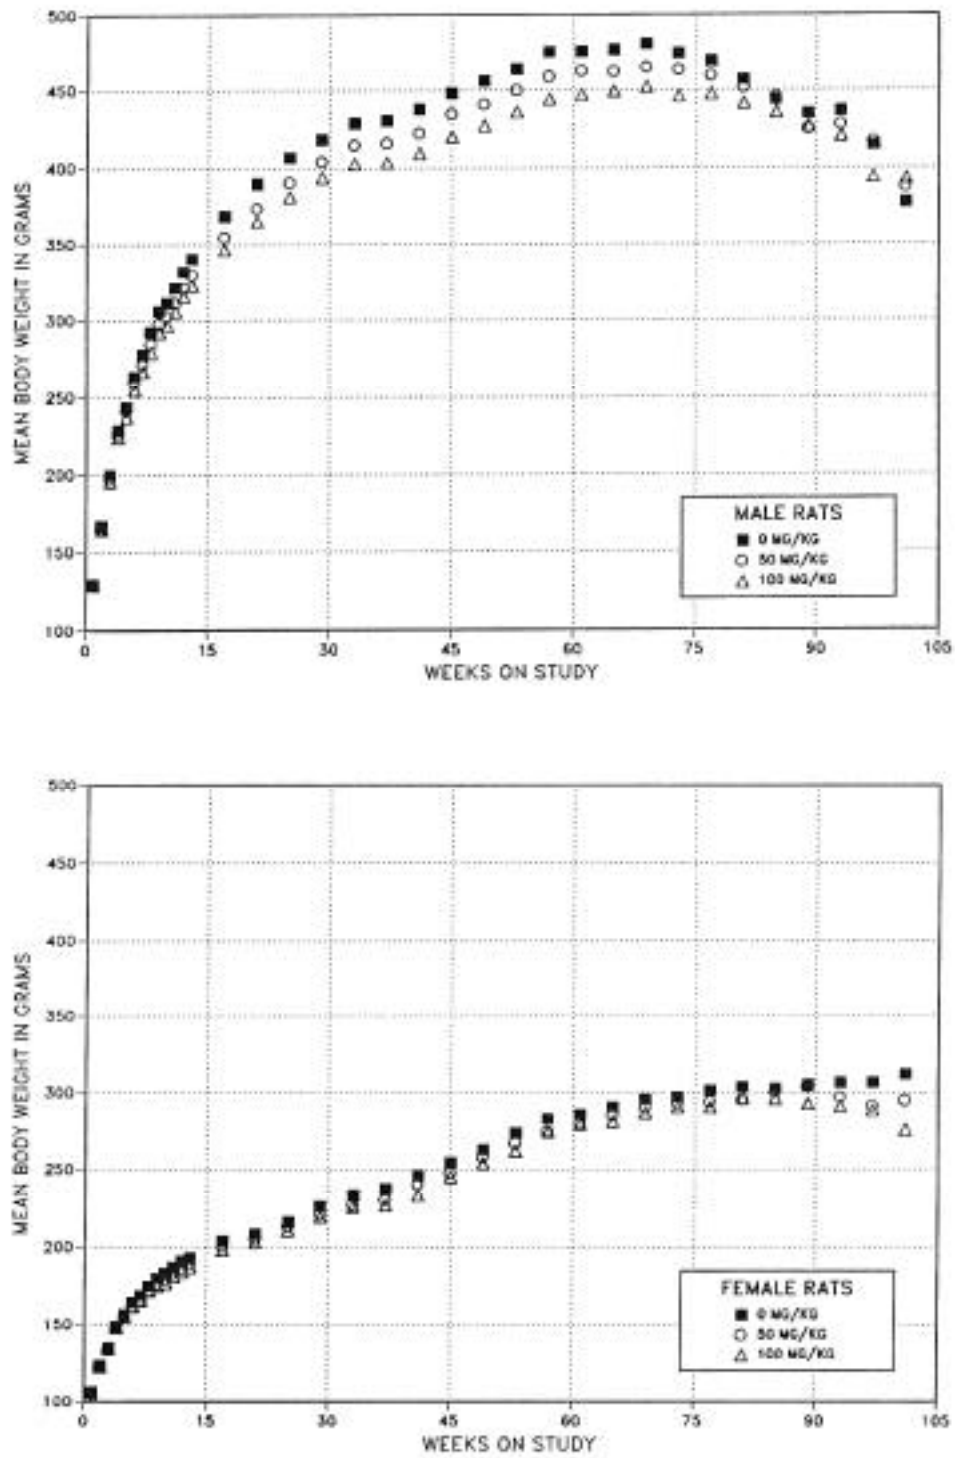 500
450
400
350
300
250
200
150
100
MEAN BODY WEIGHT IN GRAMS
MALE RATS
0 MG/KG
50 MG/KG
100 MG/KG
0 15 30 45 60 75 90 105
WEEKS ON STUDY
500
450
400
350
300
250
200
150
100
MEAN BODY WEIGHT IN GRAMS
FEMALE RATS
0 MG/KG
50 MG/KG
100 MG/KG
0 15 30 45 60 75 90 105
WEEKS ON STUDY